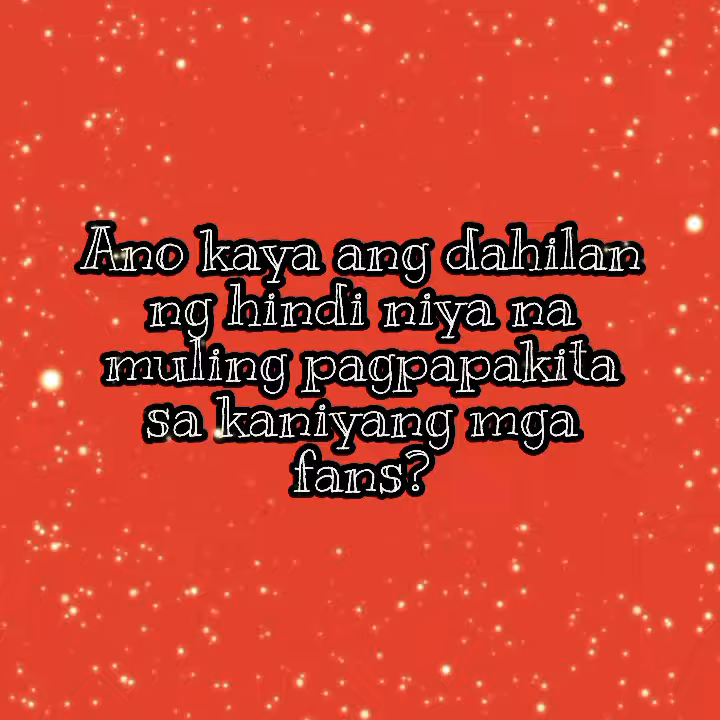 Ano kaya ang dahilan
ng hindi niya na
muling pagpapakita
sa kaniyang mga
fans?